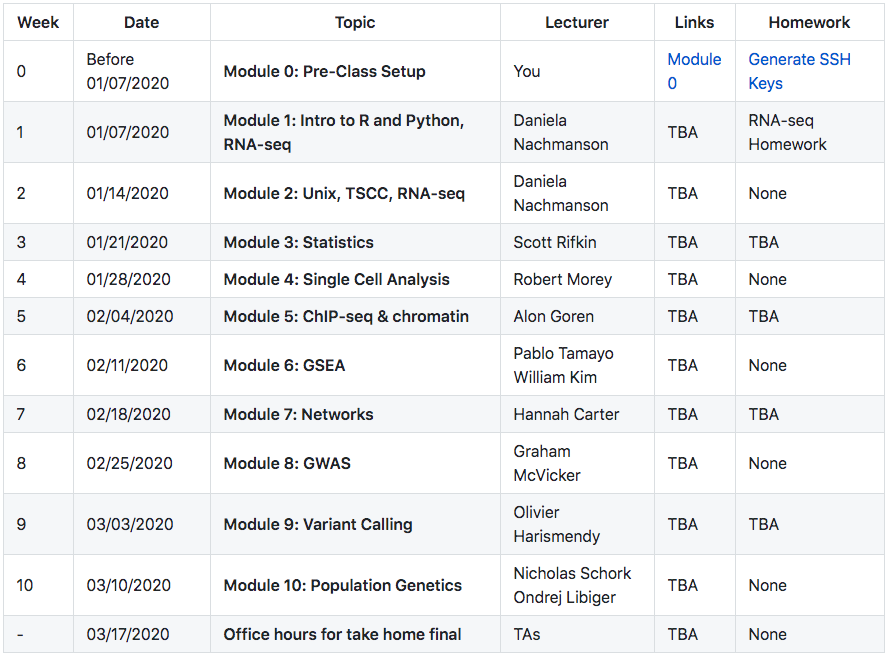 Week Date Topic Lecturer Links Homework
0 Before 01/07/2020 Module 0: Pre-Class Setup You Module 0 Generate SSH Keys
1 01/07/2020 Module 1: Intro to R and Python, RNA-seq Daniela Nachmanson TBA RNA-seq Homework
2 01/14/2020 Module 2: Unix, TSCC, RNA-seq Daniela Nachmanson TBA None
3 01/21/2020 Module 3: Statistics Scott Rifkin TBA TBA
4 01/28/2020 Module 4: Single Cell Analysis Robert Morey TBA None
5 02/04/2020 Module 5: ChIP-seq & chromatin Alon Goren TBA TBA
6 02/11/2020 Module 6: GSEA Pablo Tamayo William Kim TBA None
7 02/18/2020 Module 7: Networks Hannah Carter TBA TBA
8 02/25/2020 Module 8: GWAS Graham McVicker TBA None
9 03/03/2020 Module 9: Variant Calling Olivier Harismendy TBA TBA
10 03/10/2020 Module 10: Population Genetics Nicholas Schork Ondrej Libiger TBA None
- 03/17/2020 Office hours for take home final TAs TBA None